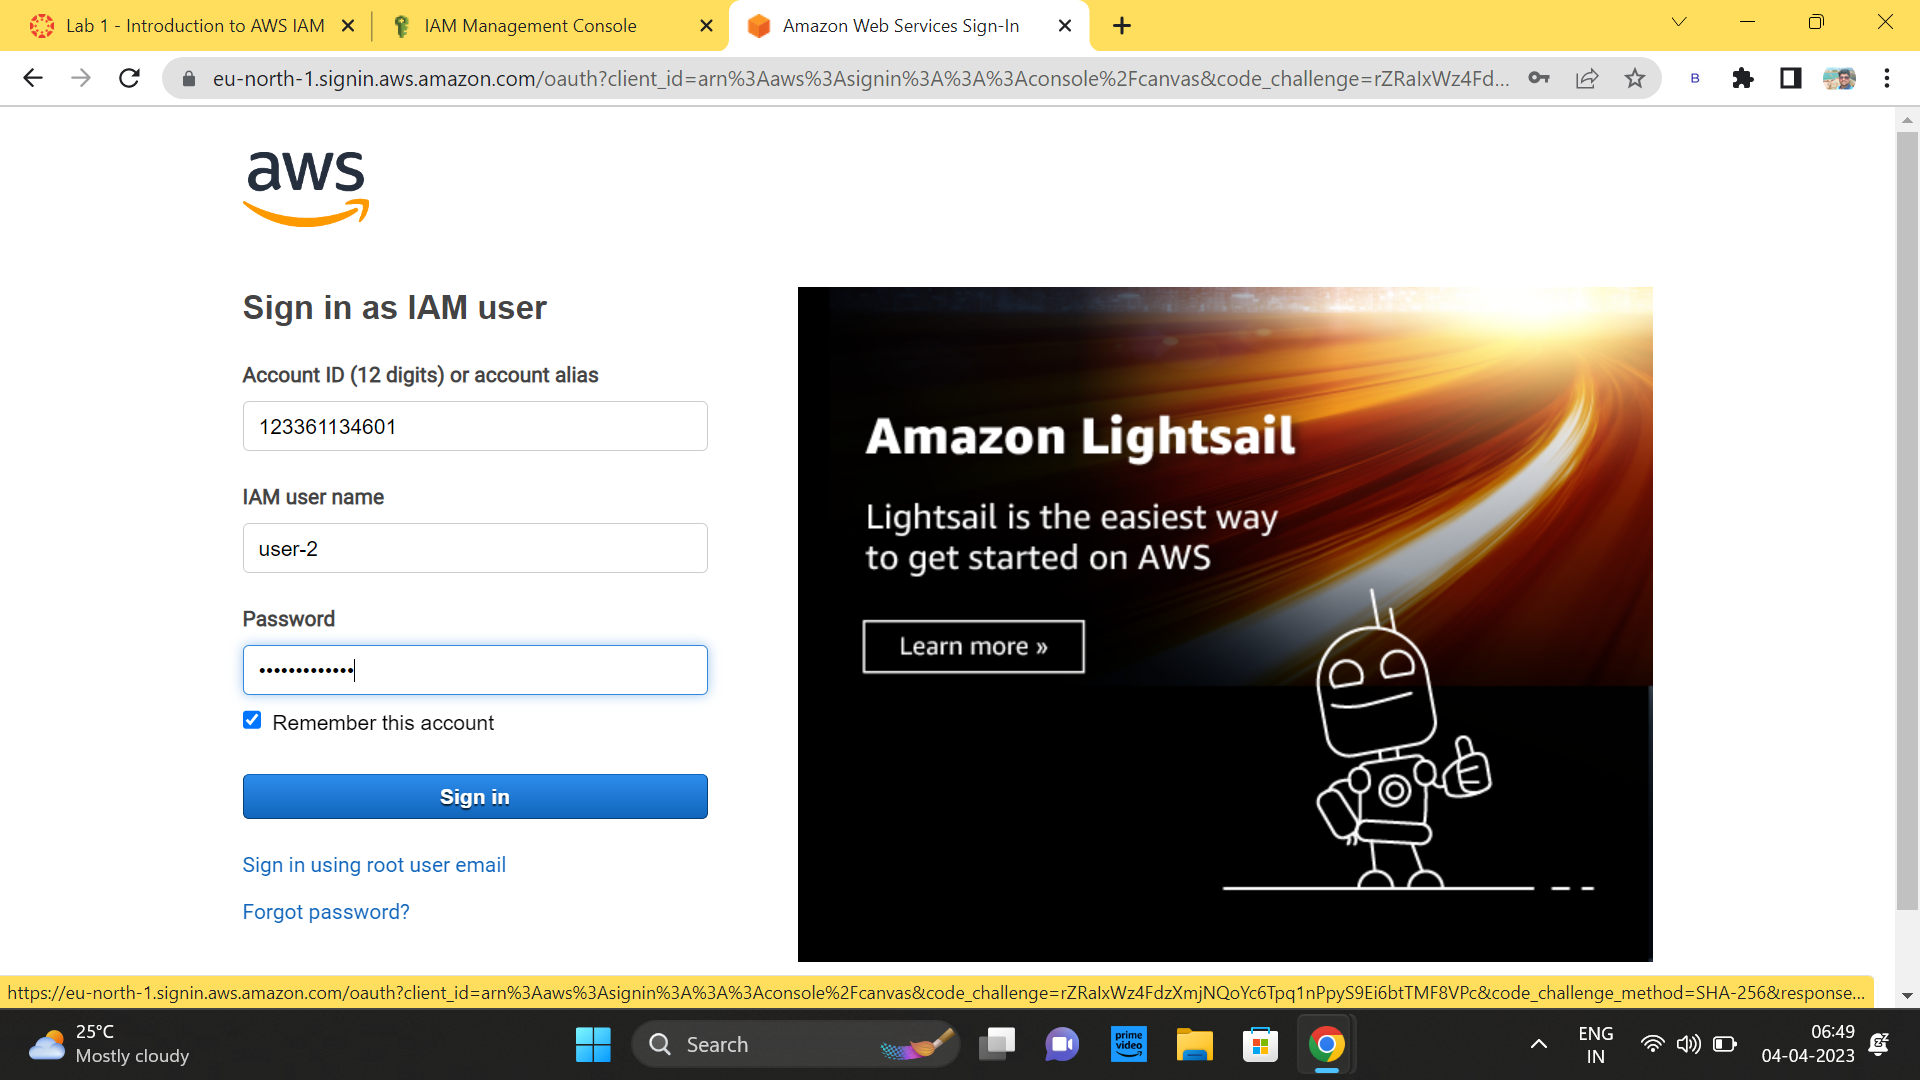 Lab 1 - Introduction to AWS IAM
IAM Management Console
Amazon Web Services Sign-In
eu-north-1.signin.aws.amazon.com/oauth?client_id=arn%3Aaws%3Asignin%3A%3A%3Aconsole%2Fcanvas&code_challenge=rZRaIxWz4Fd...
B
aws
Sign in as IAM user
Account ID (12 digits) or account alias
123361134601
IAM user name
user-2
Password
•••••••••••••
Remember this account
Sign in
Sign in using root user email
Forgot password?
Amazon Lightsail
Lightsail is the easiest way
to get started on AWS
Learn more »
https://eu-north-1.signin.aws.amazon.com/oauth?client_id=arn%3Aaws%3Asignin%3A%3A%3Aconsole%2Fcanvas&code_challenge=rZRaIxWz4FdzXmjNQoYc6Tpq1nPpyS9Ei6btTMF8VPc&code_challenge_method=SHA-256&response...
25°C
Mostly cloudy
Search
prime
video
ENG
IN
06:49
04-04-2023